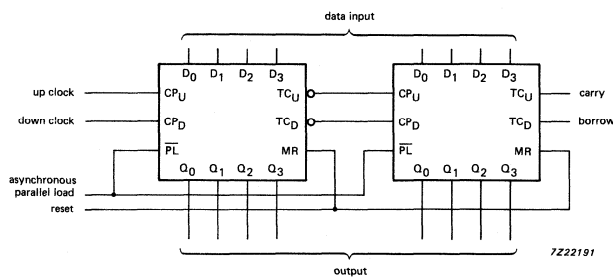 data input
D0 D1 D2 D3 D0 D1 D2 D3
up clock CPU TCU CPU TCU carry
down clock CPD TCD CPD TCD borrow
PL MR PL MR
asynchronous
parallel load
Q0 Q1 Q2 Q3 Q0 Q1 Q2 Q3
reset
7Z22191
output